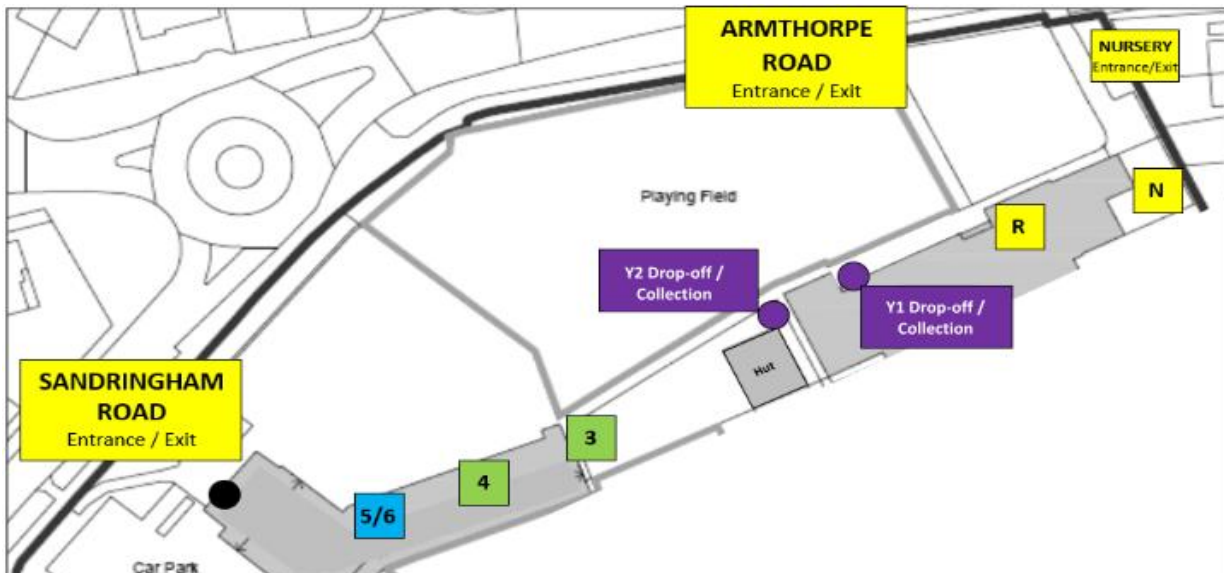 ARMTHORPE
ROAD
Entrance / Exit
NURSERY
Entrance/Exit
Playing Field
N
R
Y2 Drop-off /
Collection
Y1 Drop-off /
Collection
Hut
SANDRINGHAM
ROAD
Entrance / Exit
3
4
5/6
Car Park